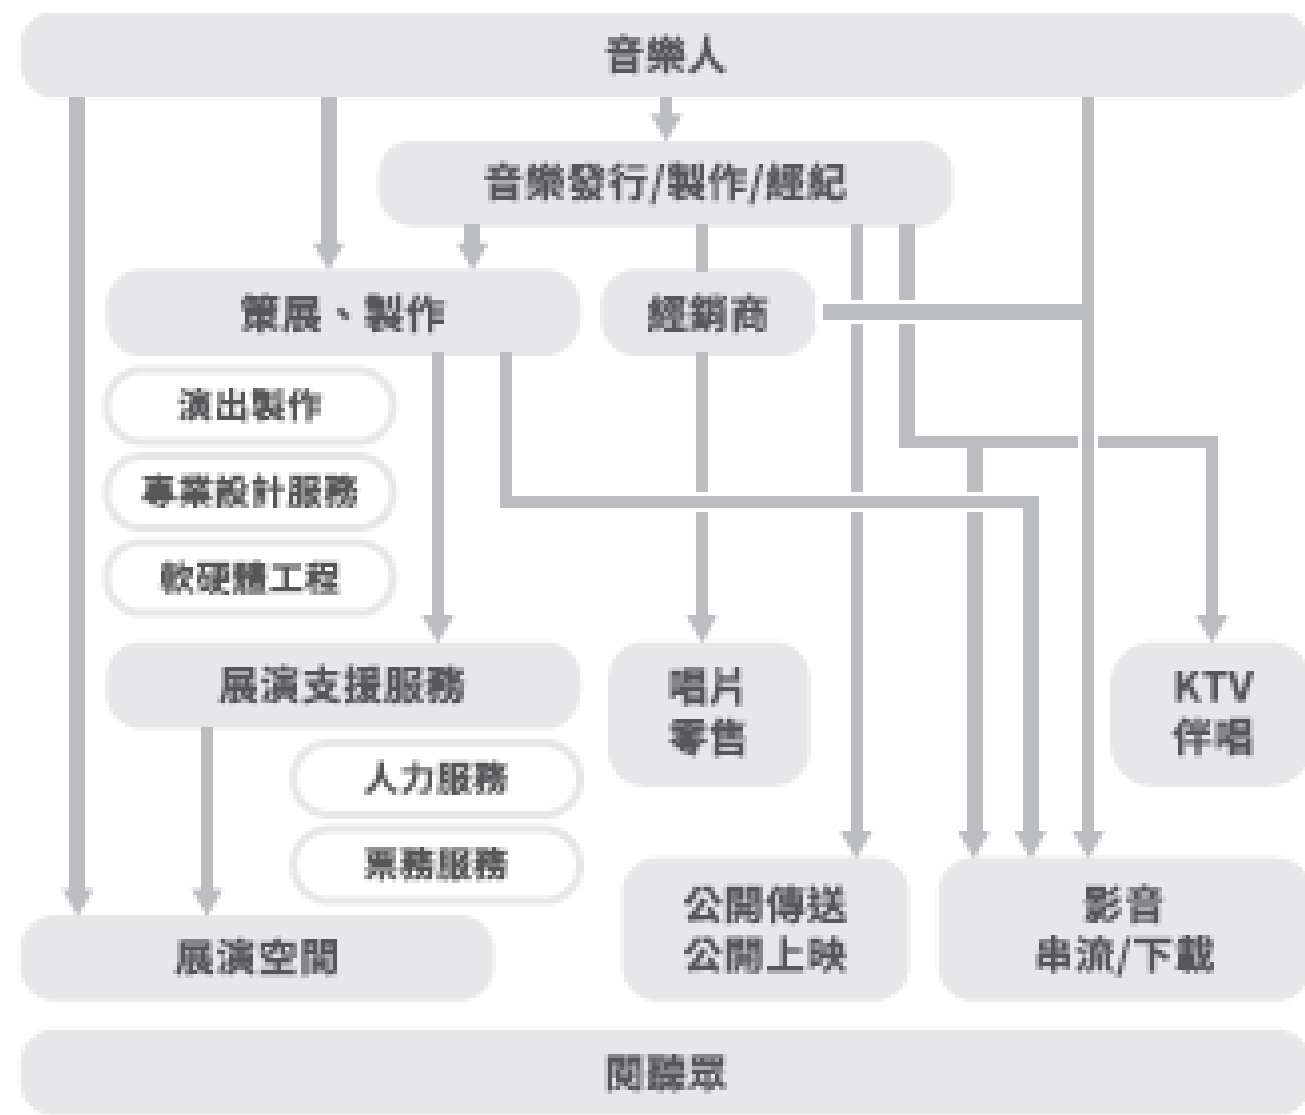 音樂人
音樂發行/製作/經紀
策展、製作
經銷商
演出製作
專業設計服務
軟硬體工程
展演支援服務
唱片
零售
KTV
伴唱
人力服務
票務服務
展演空間
公開傳送
公開上映
影音
串流/下載
閱聽眾